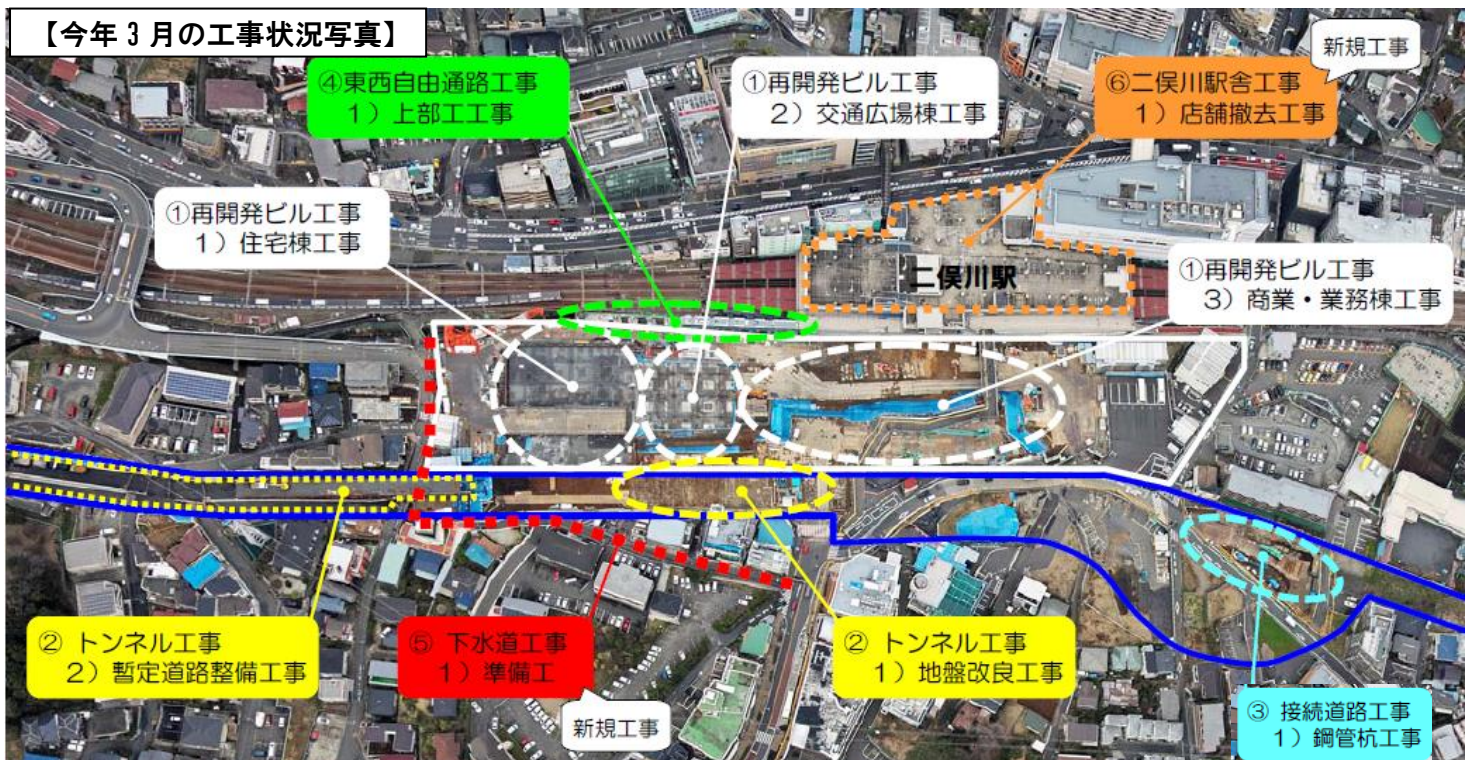 【今年3月の工事状況写真】
④東西自由通路工事
1）上部工工事
①再開発ビル工事
2）交通広場棟工事
⑥二俣川駅舎工事
1）店舗撤去工事
新規工事
①再開発ビル工事
1）住宅棟工事
二俣川駅
①再開発ビル工事
3）商業・業務棟工事
② トンネル工事
2）暫定道路整備工事
⑤ 下水道工事
1）準備工
新規工事
② トンネル工事
1）地盤改良工事
③ 接続道路工事
1）鋼管杭工事